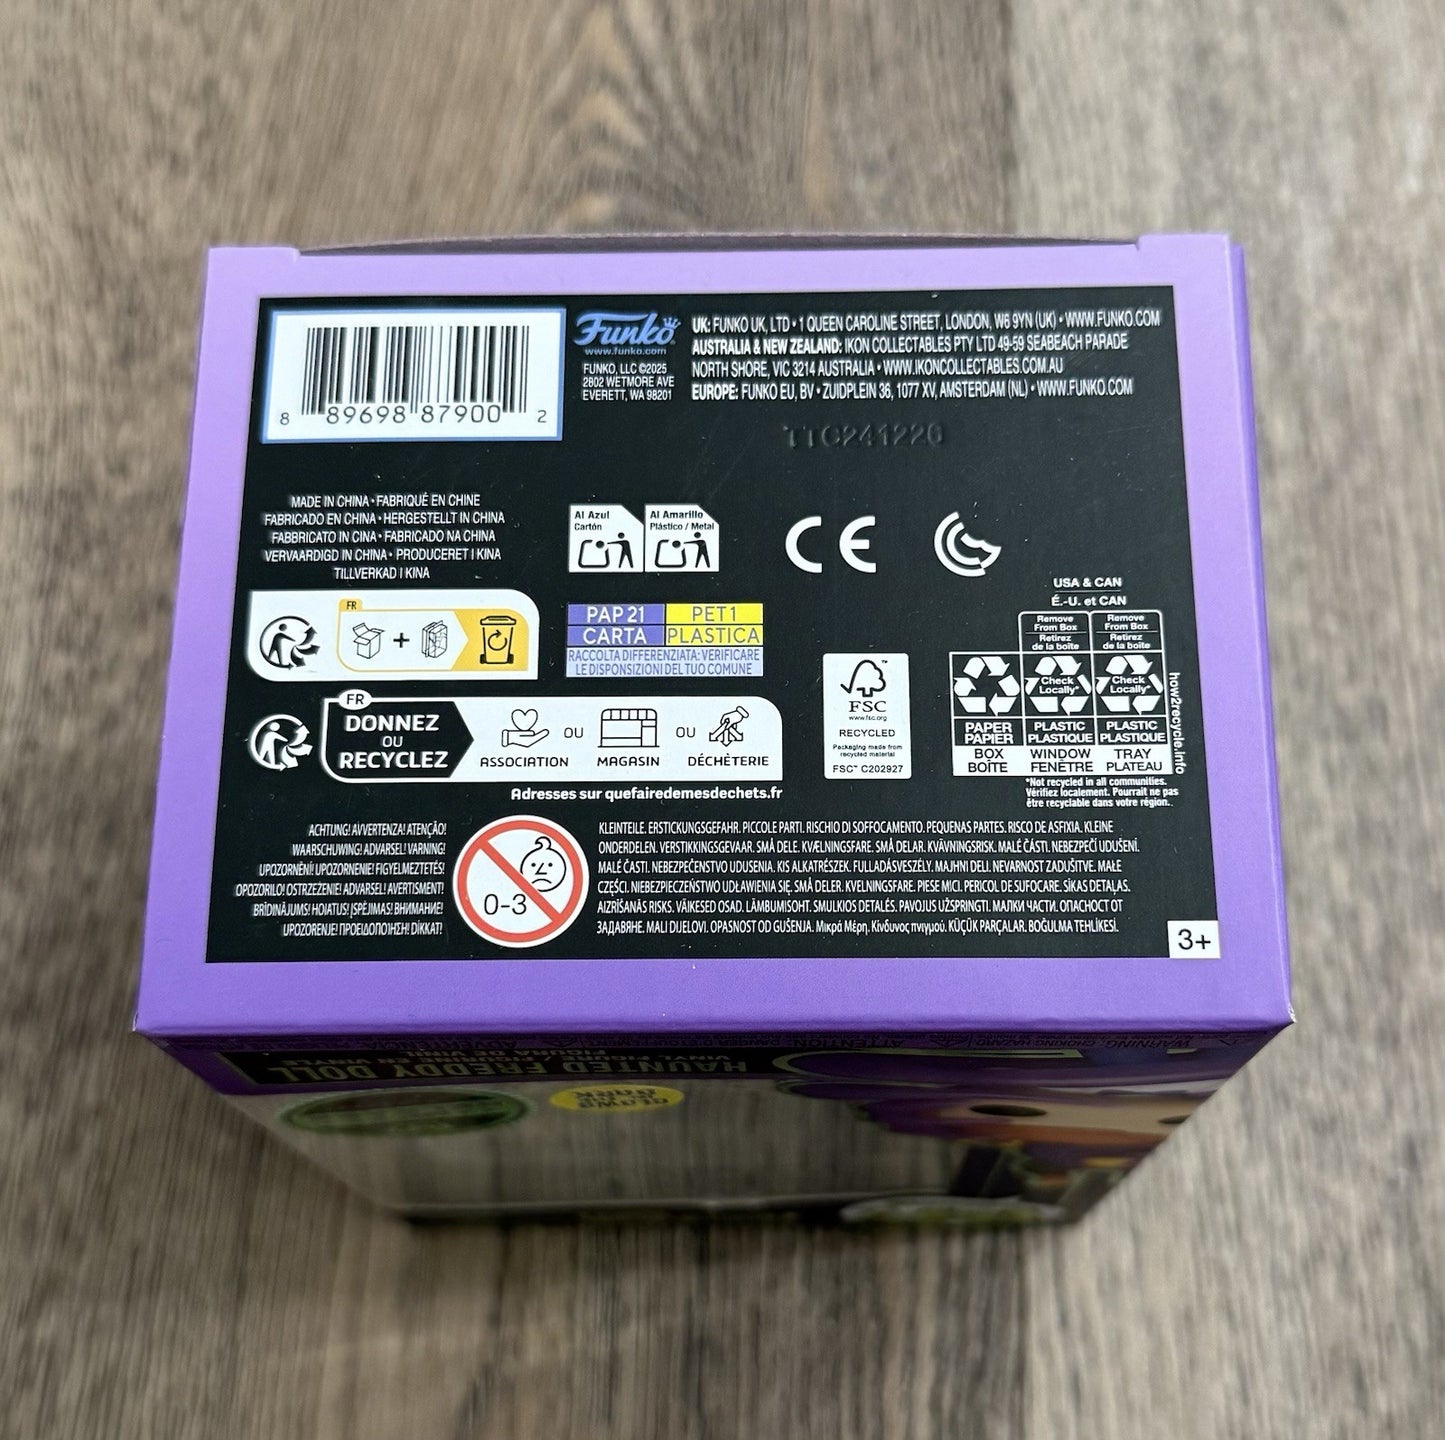 8 89698 87900 2
Funko
www.funko.com
FUNKO, LLC ©2025
2802 WETMORE AVE
EVERETT, WA 98201
UK: FUNKO UK, LTD • 1 QUEEN CAROLINE STREET, LONDON, W6 9YN (UK) • WWW.FUNKO.COM
AUSTRALIA & NEW ZEALAND: IKON COLLECTABLES PTY LTD 49-59 SEABEACH PARADE
NORTH SHORE, VIC 3214 AUSTRALIA • WWW.IKONCOLLECTABLES.COM.AU
EUROPE: FUNKO EU, BV • ZUIDPLEIN 36, 1077 XV, AMSTERDAM (NL) • WWW.FUNKO.COM
TTC241220
MADE IN CHINA • FABRIQUÉ EN CHINE
FABRICADO EN CHINA • HERGESTELLT IN CHINA
FABBRICATO IN CINA • FABRICADO NA CHINA
VERVAARDIGD IN CHINA • PRODUCERET I KINA
TILLVERKAD I KINA
Al Azul
Cartón
Al Amarillo
Plástico / Metal
CE
FR
+
PAP 21
PET 1
CARTA
PLASTICA
RACCOLTA DIFFERENZIATA: VERIFICARE
LE DISPONSIZIONI DEL TUO COMUNE
FR
DONNEZ
OU
RECYCLEZ
ASSOCIATION
OU
MAGASIN
OU
DÉCHÈTERIE
Adresses sur quefairedemesdechets.fr
FSC
www.fsc.org
RECYCLED
Packaging made from
recycled material
FSC™ C202927
USA & CAN
É.-U. et CAN
Remove
From Box
Retirez
de la boîte
Remove
From Box
Retirez
de la boîte
Check
Locally*
Check
Locally*
PAPER
PAPIER
PLASTIC
PLASTIQUE
PLASTIC
PLASTIQUE
BOX
BOÎTE
WINDOW
FENÊTRE
TRAY
PLATEAU
how2recycle.info
*Not recycled in all communities.
Vérifiez localement. Pourrait ne pas
être recyclable dans votre région.
ACHTUNG! AVVERTENZA! ATENÇÃO!
WAARSCHUWING! ADVARSEL! VARNING!
UPOZORNĚNÍ! UPOZORNENIE! FIGYELMEZTETÉS!
OPOZORILO! OSTRZEŻENIE! ADVARSEL! AVERTISMENT!
BRĪDINĀJUMS! HOIATUS! ĮSPĖJIMAS! ВНИМАНИЕ!
UPOZORENJE! ΠΡΟΕΙΔΟΠΟΙΗΣΗ! DİKKAT!
0-3
KLEINTEILE. ERSTICKUNGSGEFAHR. PICCOLE PARTI. RISCHIO DI SOFFOCAMENTO. PEQUENAS PARTES. RISCO DE ASFIXIA. KLEINE
ONDERDELEN. VERSTIKKINGSGEVAAR. SMÅ DELE. KVÆLNINGSFARE. SMÅ DELAR. KVÄVNINGSRISK. MALÉ ČÁSTI. NEBEZPEČÍ UDUŠENÍ.
MALÉ ČASTI. NEBEZPEČENSTVO UDUSENIA. KIS ALKATRÉSZEK. FULLADÁSVESZÉLY. MAJHNI DELI. NEVARNOST ZADUŠITVE. MAŁE
CZĘŚCI. NIEBEZPIECZEŃSTWO UDŁAWIENIA SIĘ. SMÅ DELER. KVELNINGSFARE. PIESE MICI. PERICOL DE SUFOCARE. SĪKAS DETAĻAS.
AIZRĪŠANĀS RISKS. VÄIKESED OSAD. LÄMBUMISOHT. SMULKIOS DETALĖS. PAVOJUS UŽSPRINGTI. МАЛКИ ЧАСТИ. ОПАСНОСТ ОТ
ЗАДАВЯНЕ. MALI DIJELOVI. OPASNOST OD GUŠENJA. Μικρά Μέρη. Κίνδυνος πνιγμού. KÜÇÜK PARÇALAR. BOĞULMA TEHLİKESİ.
3+
HAUNTED FREDDY DOLL
VINYL FIGURE
FIGURA DE VINIL